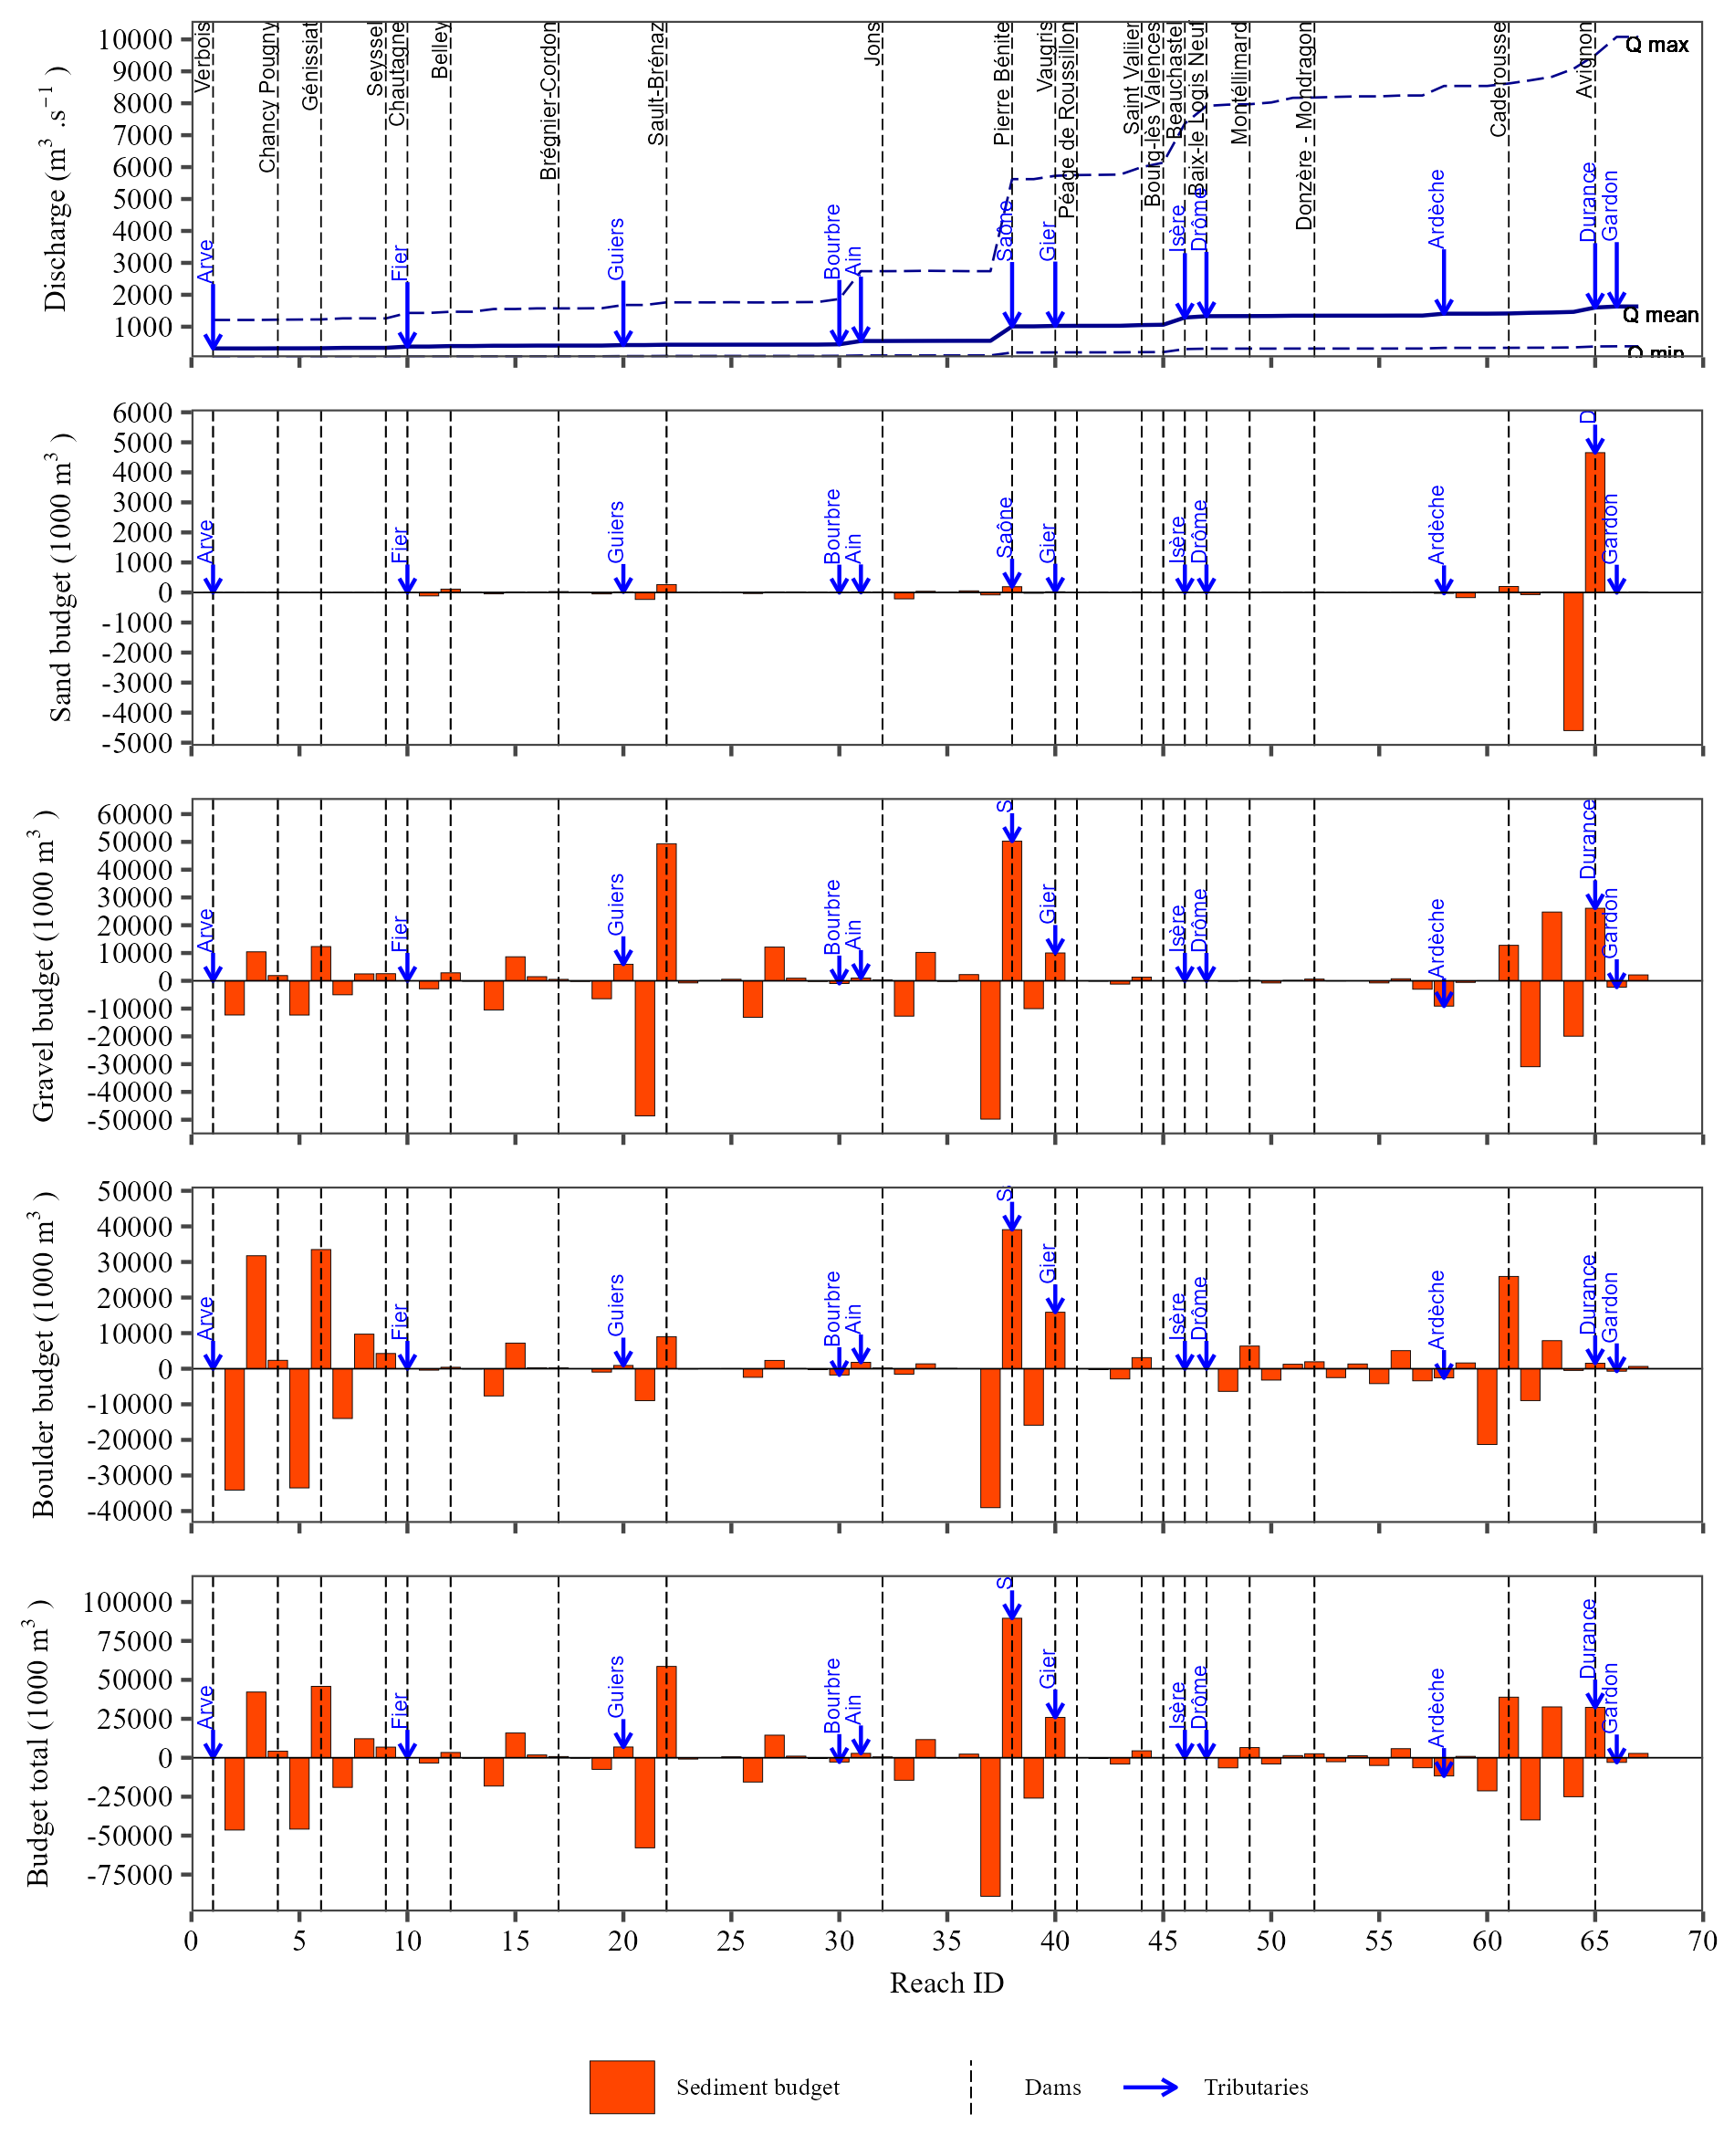 Discharge (m³ .s⁻¹ )
10000
9000
8000
7000
6000
5000
4000
3000
2000
1000
Verbois
Chancy Pougny
Génissiat
Seyssel
Chautagne
Belley
Brégnier-Cordon
Sault-Brénaz
Jons
Pierre Bénite
Vaugris
Péage de Roussillon
Saint Vallier
Bourg-lès Valences
Beauchastel
Baix-le Logis Neuf
Montélimard
Donzère - Mondragon
Caderousse
Avignon
Arve
Fier
Guiers
Bourbre
Ain
Saône
Gier
Isère
Drôme
Ardèche
Durance
Gardon
Q max
Q mean
Q min
Sand budget (1000 m³ )
6000
5000
4000
3000
2000
1000
0
-1000
-2000
-3000
-4000
-5000
Arve
Fier
Guiers
Bourbre
Ain
Saône
Gier
Isère
Drôme
Ardèche
D
Gardon
Gravel budget (1000 m³ )
60000
50000
40000
30000
20000
10000
0
-10000
-20000
-30000
-40000
-50000
Arve
Fier
Guiers
Bourbre
Ain
S
Gier
Isère
Drôme
Ardèche
Durance
Gardon
Boulder budget (1000 m³ )
50000
40000
30000
20000
10000
0
-10000
-20000
-30000
-40000
Arve
Fier
Guiers
Bourbre
Ain
S
Gier
Isère
Drôme
Ardèche
Durance
Gardon
Budget total (1000 m³ )
100000
75000
50000
25000
0
-25000
-50000
-75000
Arve
Fier
Guiers
Bourbre
Ain
S
Gier
Isère
Drôme
Ardèche
Durance
Gardon
0 5 10 15 20 25 30 35 40 45 50 55 60 65 70
Reach ID
Sediment budget
Dams
Tributaries